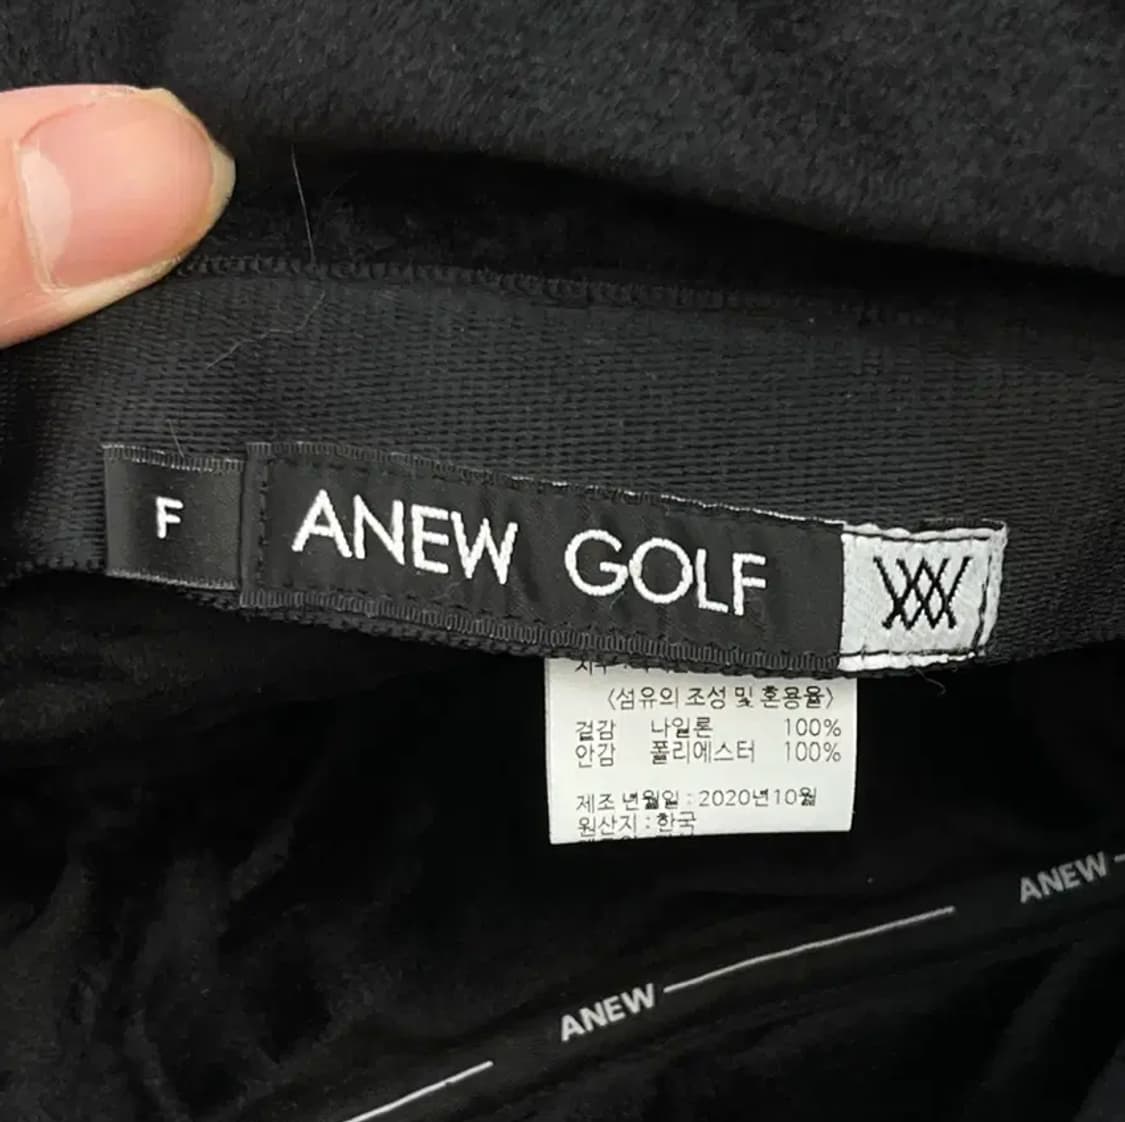 F
ANEW GOLF
〈섬유의 조성 및 혼용율〉
겉감 나일론 100%
안감 폴리에스터 100%
제조 년월일 : 2020년10월
원산지 : 한국
ANEW
ANEW